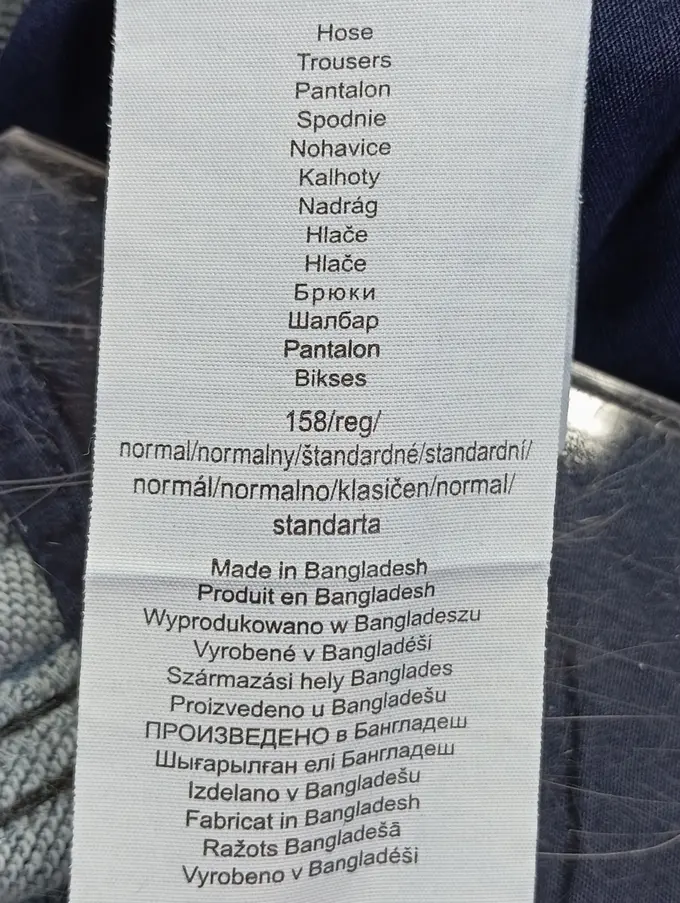 Hose
Trousers
Pantalon
Spodnie
Nohavice
Kalhoty
Nadrág
Hlače
Hlače
Брюки
Шалбар
Pantalon
Bikses
158/reg/
normal/normalny/štandardné/standardní/
normál/normalno/klasičen/normal/
standarta
Made in Bangladesh
Produit en Bangladesh
Wyprodukowano w Bangladeszu
Vyrobené v Bangladéši
Származási hely Banglades
Proizvedeno u Bangladešu
ПРОИЗВЕДЕНО в Бангладеш
Шығарылған елі Бангладеш
Izdelano v Bangladešu
Fabricat in Bangladesh
Ražots Bangladešā
Vyrobeno v Bangladéši